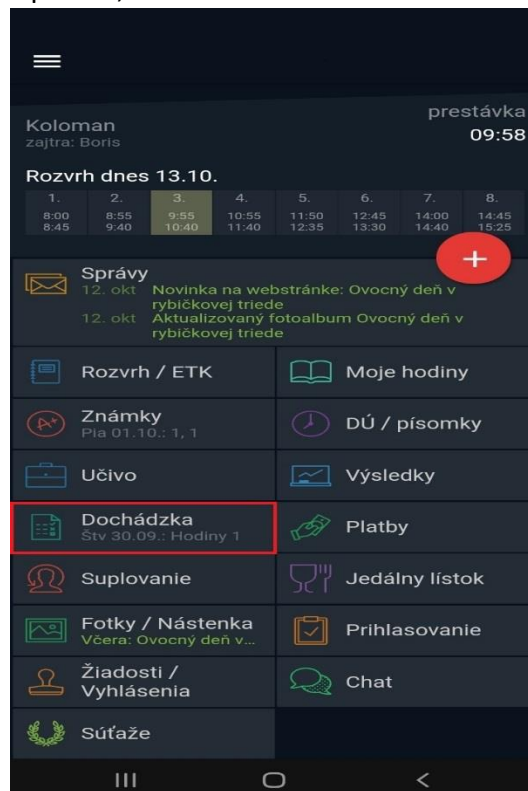 prestávka
Koloman
09:58
zajtra: Boris
Rozvrh dnes 13.10.
1. 2. 3. 4. 5. 6. 7. 8.
8:00 8:55 9:55 10:55 11:50 12:45 14:00 14:45
8:45 9:40 10:40 11:40 12:35 13:30 14:40 15:25
+
Správy
12. okt Novinka na webstránke: Ovocný deň v
rybičkovej triede
12. okt Aktualizovaný fotoalbum Ovocný deň v
rybičkovej triede
Rozvrh / ETK
Moje hodiny
A+
Známky
Pia 01.10.: 1, 1
DÚ / písomky
Učivo
Výsledky
Dochádzka
Štv 30.09.: Hodiny 1
Platby
Suplovanie
Jedálny lístok
Fotky / Nástenka
Včera: Ovocný deň v...
Prihlasovanie
Žiadosti /
Vyhlásenia
Chat
Súťaže